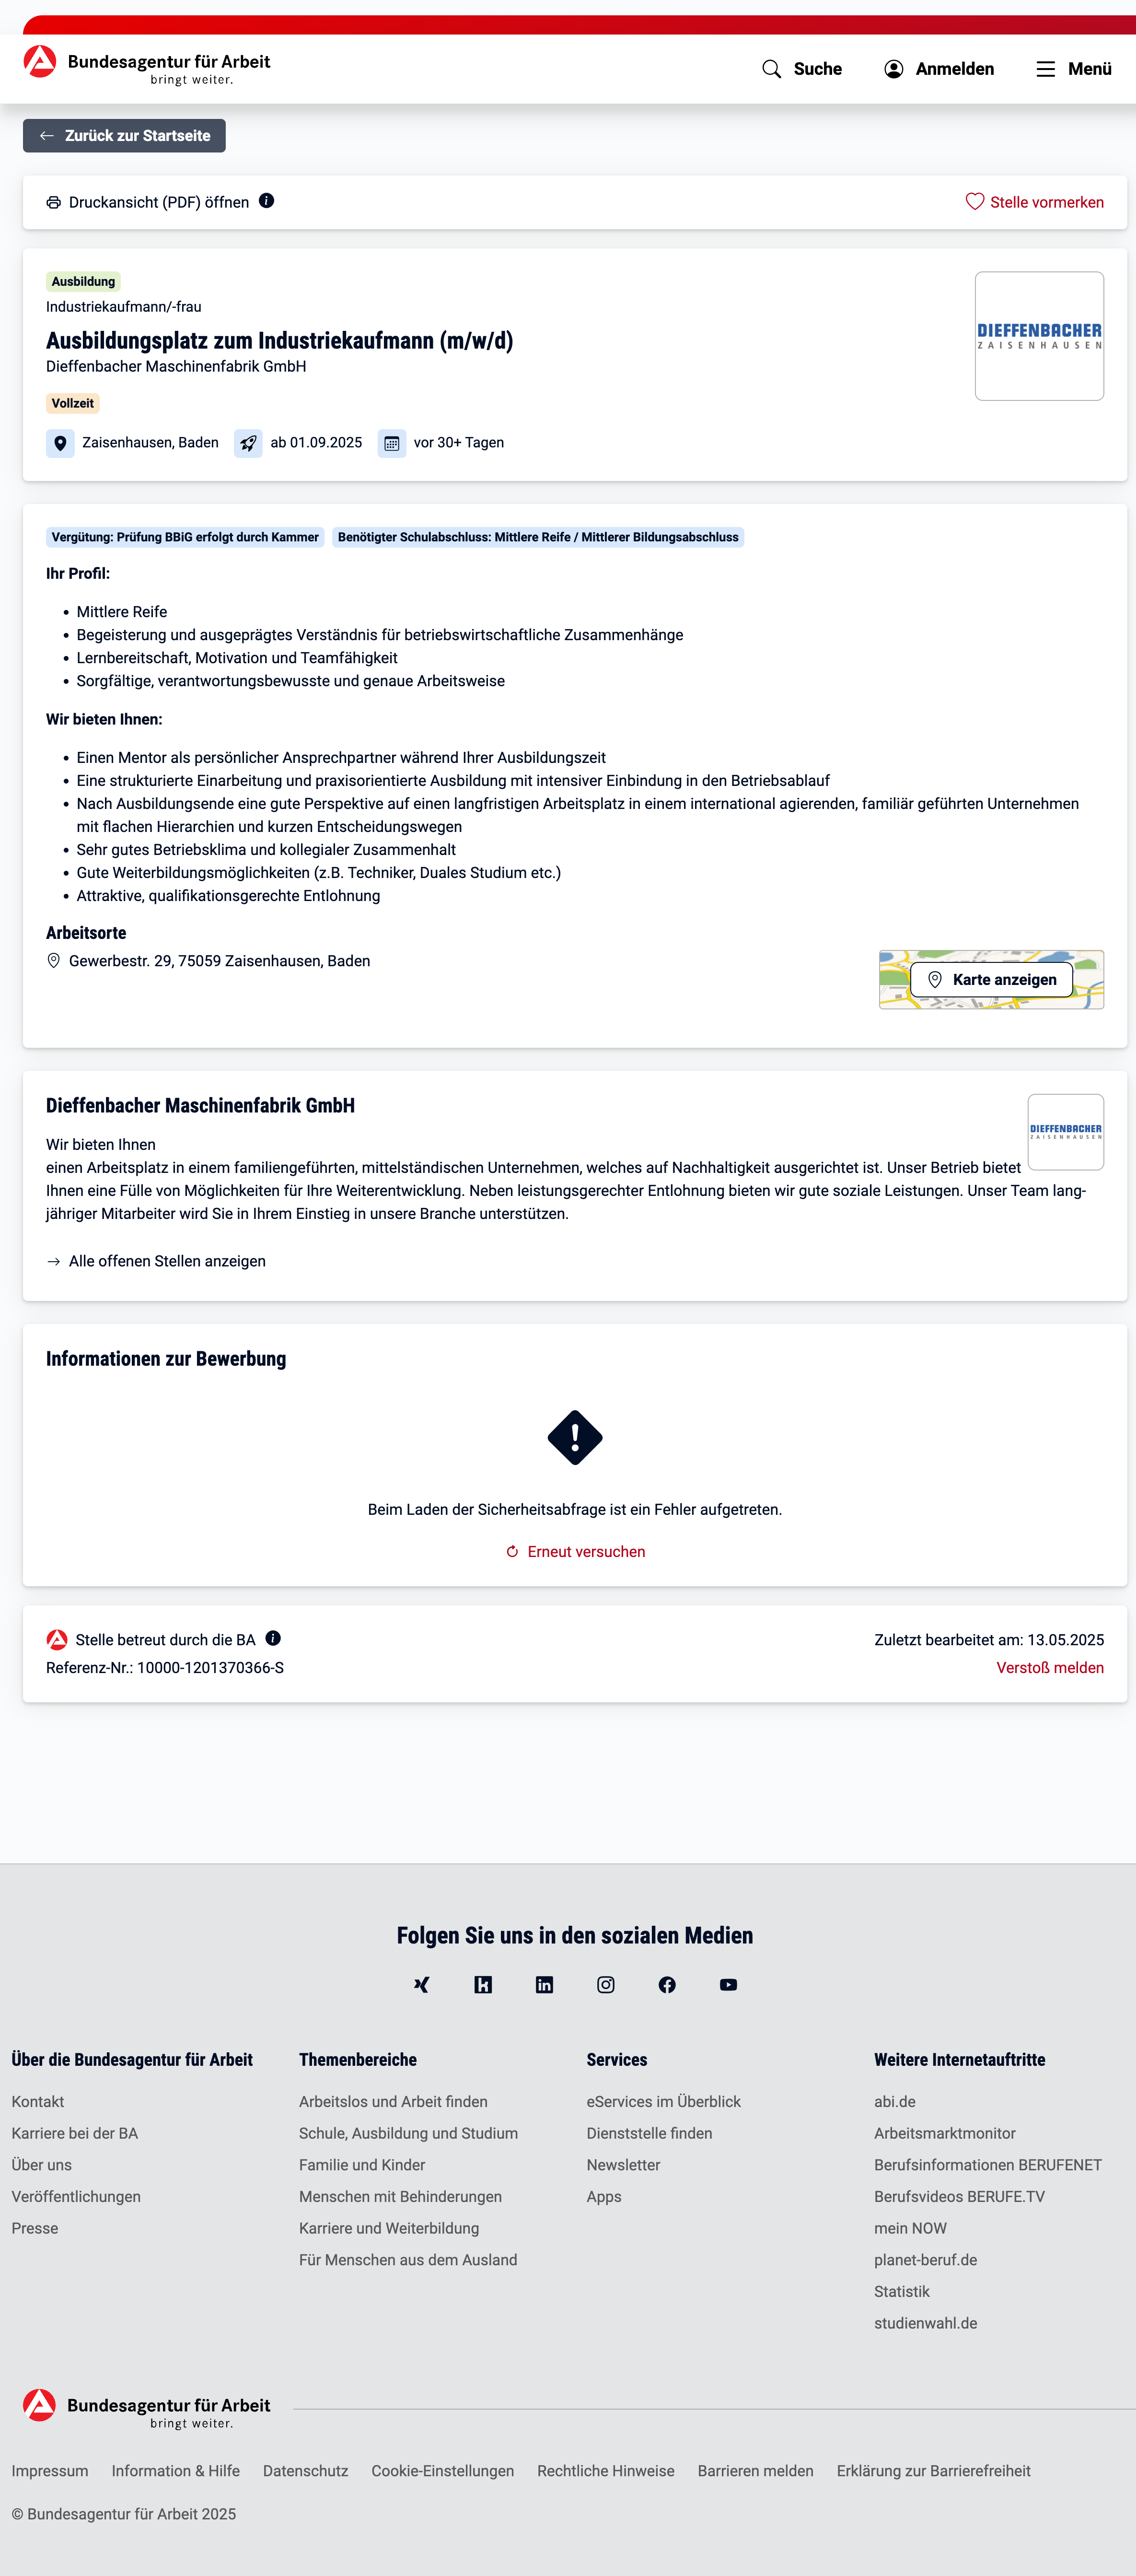 Bundesagentur für Arbeit
bringt weiter.
Suche
Anmelden
Menü
Zurück zur Startseite
Druckansicht (PDF) öffnen
Stelle vormerken
Ausbildung
Industriekaufmann/-frau
Ausbildungsplatz zum Industriekaufmann (m/w/d)
Dieffenbacher Maschinenfabrik GmbH
DIEFFENBACHER
ZAISENHAUSEN
Vollzeit
Zaisenhausen, Baden
ab 01.09.2025
vor 30+ Tagen
Vergütung: Prüfung BBiG erfolgt durch Kammer
Benötigter Schulabschluss: Mittlere Reife / Mittlerer Bildungsabschluss
Ihr Profil:
• Mittlere Reife
• Begeisterung und ausgeprägtes Verständnis für betriebswirtschaftliche Zusammenhänge
• Lernbereitschaft, Motivation und Teamfähigkeit
• Sorgfältige, verantwortungsbewusste und genaue Arbeitsweise
Wir bieten Ihnen:
• Einen Mentor als persönlicher Ansprechpartner während Ihrer Ausbildungszeit
• Eine strukturierte Einarbeitung und praxisorientierte Ausbildung mit intensiver Einbindung in den Betriebsablauf
• Nach Ausbildungsende eine gute Perspektive auf einen langfristigen Arbeitsplatz in einem international agierenden, familiär geführten Unternehmen
mit flachen Hierarchien und kurzen Entscheidungswegen
• Sehr gutes Betriebsklima und kollegialer Zusammenhalt
• Gute Weiterbildungsmöglichkeiten (z.B. Techniker, Duales Studium etc.)
• Attraktive, qualifikationsgerechte Entlohnung
Arbeitsorte
Gewerbestr. 29, 75059 Zaisenhausen, Baden
Karte anzeigen
Dieffenbacher Maschinenfabrik GmbH
DIEFFENBACHER
ZAISENHAUSEN
Wir bieten Ihnen
einen Arbeitsplatz in einem familiengeführten, mittelständischen Unternehmen, welches auf Nachhaltigkeit ausgerichtet ist. Unser Betrieb bietet
Ihnen eine Fülle von Möglichkeiten für Ihre Weiterentwicklung. Neben leistungsgerechter Entlohnung bieten wir gute soziale Leistungen. Unser Team lang-
jähriger Mitarbeiter wird Sie in Ihrem Einstieg in unsere Branche unterstützen.
Alle offenen Stellen anzeigen
Informationen zur Bewerbung
Beim Laden der Sicherheitsabfrage ist ein Fehler aufgetreten.
Erneut versuchen
Stelle betreut durch die BA
Zuletzt bearbeitet am: 13.05.2025
Referenz-Nr.: 10000-1201370366-S
Verstoß melden
Folgen Sie uns in den sozialen Medien
Über die Bundesagentur für Arbeit
Kontakt
Karriere bei der BA
Über uns
Veröffentlichungen
Presse
Themenbereiche
Arbeitslos und Arbeit finden
Schule, Ausbildung und Studium
Familie und Kinder
Menschen mit Behinderungen
Karriere und Weiterbildung
Für Menschen aus dem Ausland
Services
eServices im Überblick
Dienststelle finden
Newsletter
Apps
Weitere Internetauftritte
abi.de
Arbeitsmarktmonitor
Berufsinformationen BERUFENET
Berufsvideos BERUFE.TV
mein NOW
planet-beruf.de
Statistik
studienwahl.de
Bundesagentur für Arbeit
bringt weiter.
Impressum
Information & Hilfe
Datenschutz
Cookie-Einstellungen
Rechtliche Hinweise
Barrieren melden
Erklärung zur Barrierefreiheit
© Bundesagentur für Arbeit 2025